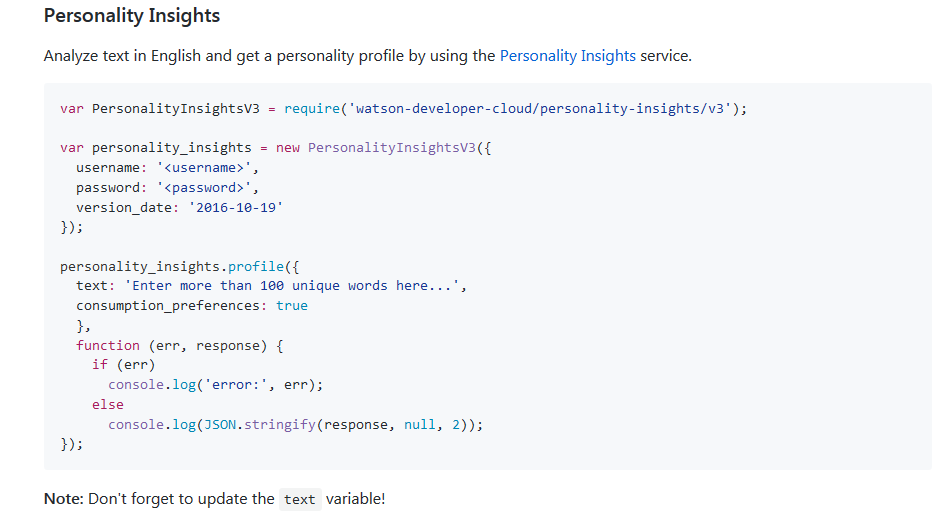 Personality Insights
Analyze text in English and get a personality profile by using the Personality Insights service.
var PersonalityInsightsV3 = require('watson-developer-cloud/personality-insights/v3');
var personality_insights = new PersonalityInsightsV3({
  username: '<username>',
  password: '<password>',
  version_date: '2016-10-19'
});
personality_insights.profile({
  text: 'Enter more than 100 unique words here...',
  consumption_preferences: true
  },
  function (err, response) {
    if (err)
      console.log('error:', err);
    else
      console.log(JSON.stringify(response, null, 2));
});
Note: Don't forget to update the text variable!